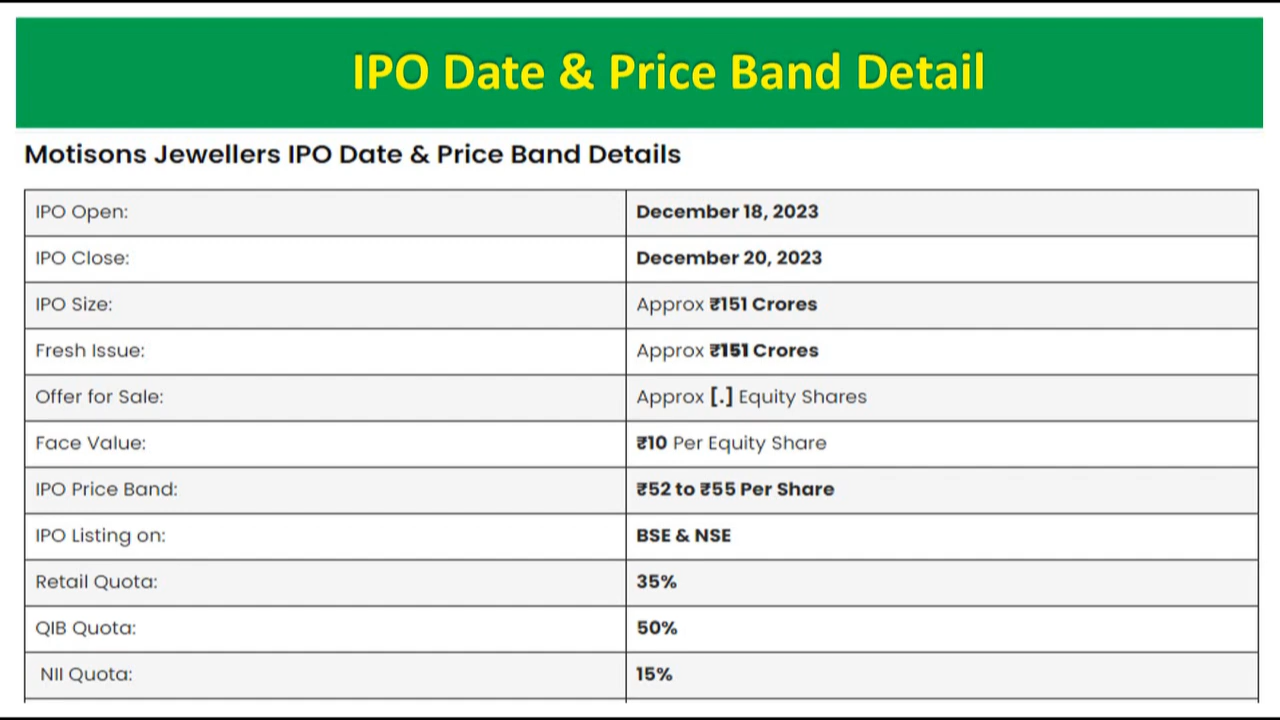 IPO Date & Price Band Detail
Motisons Jewellers IPO Date & Price Band Details
IPO Open: December 18, 2023
IPO Close: December 20, 2023
IPO Size: Approx ₹151 Crores
Fresh Issue: Approx ₹151 Crores
Offer for Sale: Approx [.] Equity Shares
Face Value: ₹10 Per Equity Share
IPO Price Band: ₹52 to ₹55 Per Share
IPO Listing on: BSE & NSE
Retail Quota: 35%
QIB Quota: 50%
NII Quota: 15%